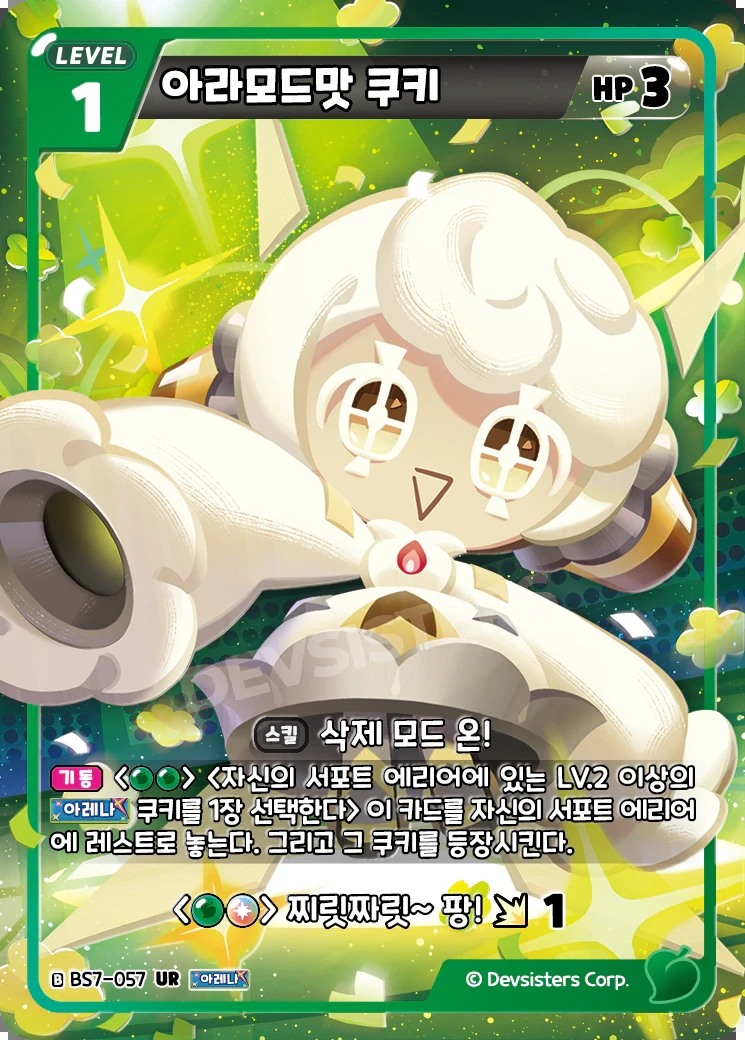 LEVEL
1
아라모드맛 쿠키
HP 3
DEVSISTERS
스킬 삭제 모드 온!
기동 < > <자신의 서포트 에리어에 있는 LV.2 이상의
아레나 쿠키를 1장 선택한다> 이 카드를 자신의 서포트 에리어
에 레스트로 놓는다. 그리고 그 쿠키를 등장시킨다.
< > 찌릿짜릿~ 팡! 1
B BS7-057 UR 아레나
© Devsisters Corp.